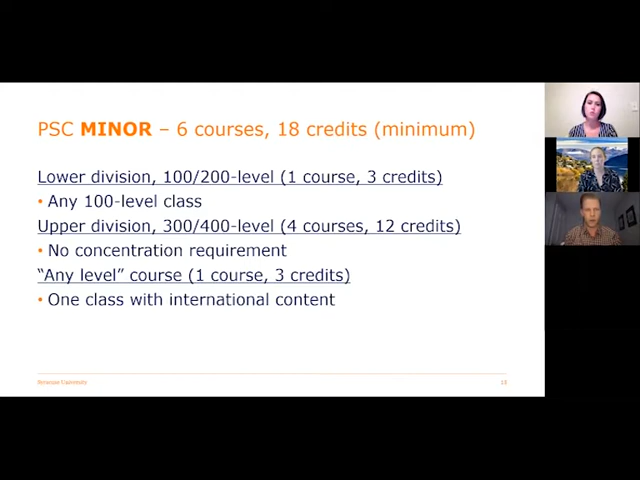 PSC MINOR – 6 courses, 18 credits (minimum)
Lower division, 100/200-level (1 course, 3 credits)
• Any 100-level class
Upper division, 300/400-level (4 courses, 12 credits)
• No concentration requirement
“Any level” course (1 course, 3 credits)
• One class with international content
Syracuse University